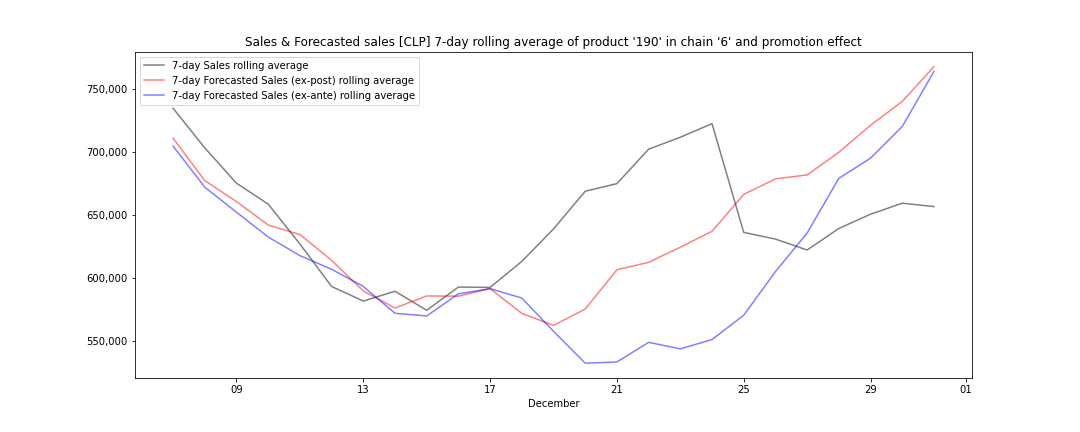 Sales & Forecasted sales [CLP] 7-day rolling average of product '190' in chain '6' and promotion effect
7-day Sales rolling average
7-day Forecasted Sales (ex-post) rolling average
7-day Forecasted Sales (ex-ante) rolling average
750,000
700,000
650,000
600,000
550,000
09 13 17 21 25 29 01
December